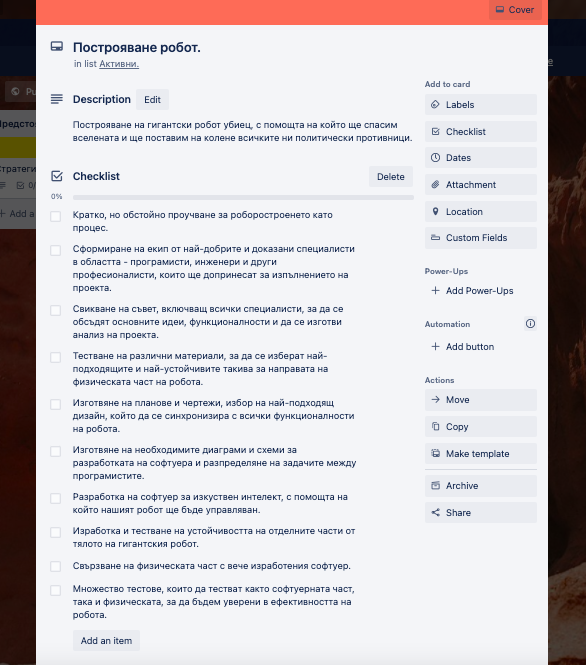 Cover
Построяване робот.
in list Активни.
Description
Edit
Построяване на гигантски робот убиец, с помощта на който ще спасим
вселената и ще поставим на колене всичките ни политически противници.
Checklist
Delete
0%
Кратко, но обстойно проучване за роборостроенето като
процес.
Сформиране на екип от най-добрите и доказани специалисти
в областта - програмисти, инженери и други
професионалисти, които ще допринесат за изпълнението на
проекта.
Свикване на съвет, включващ всички специалисти, за да се
обсъдят основните идеи, функционалности и да се изготви
анализ на проекта.
Тестване на различни материали, за да се изберат най-
подходящите и най-устойчивите такива за направата на
физическата част на робота.
Изготвяне на планове и чертежи, избор на най-подходящ
дизайн, който да се синхронизира с всички функционалности
на робота.
Изготвяне на необходимите диаграми и схеми за
разработката на софтуера и разпределяне на задачите между
програмистите.
Разработка на софтуер за изкуствен интелект, с помощта на
който нашият робот ще бъде управляван.
Изработка и тестване на устойчивостта на отделните части от
тялото на гигантския робот.
Свързване на физическата част с вече изработения софтуер.
Множество тестове, които да тестват както софтуерната част,
така и физическата, за да бъдем уверени в ефективността на
робота.
Add an item
Add to card
Labels
Checklist
Dates
Attachment
Location
Custom Fields
Power-Ups
+ Add Power-Ups
Automation
+ Add button
Actions
Move
Copy
Make template
Archive
Share
Pu
редсто
Стратеги
0/
+ Add a
e